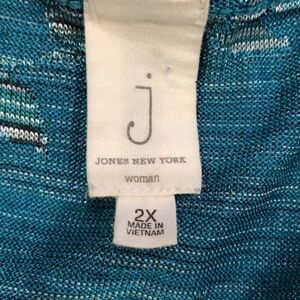 j
JONES NEW YORK
woman
2X
MADE IN
VIETNAM